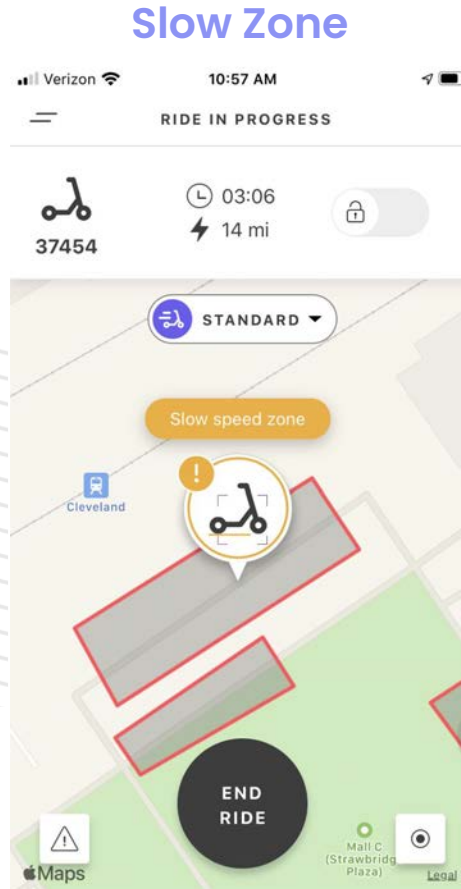 Slow Zone
Verizon
10:57 AM
RIDE IN PROGRESS
37454
03:06
14 mi
STANDARD
Slow speed zone
Cleveland
END
RIDE
Mall C
(Strawbridg
Plaza)
Maps
Legal